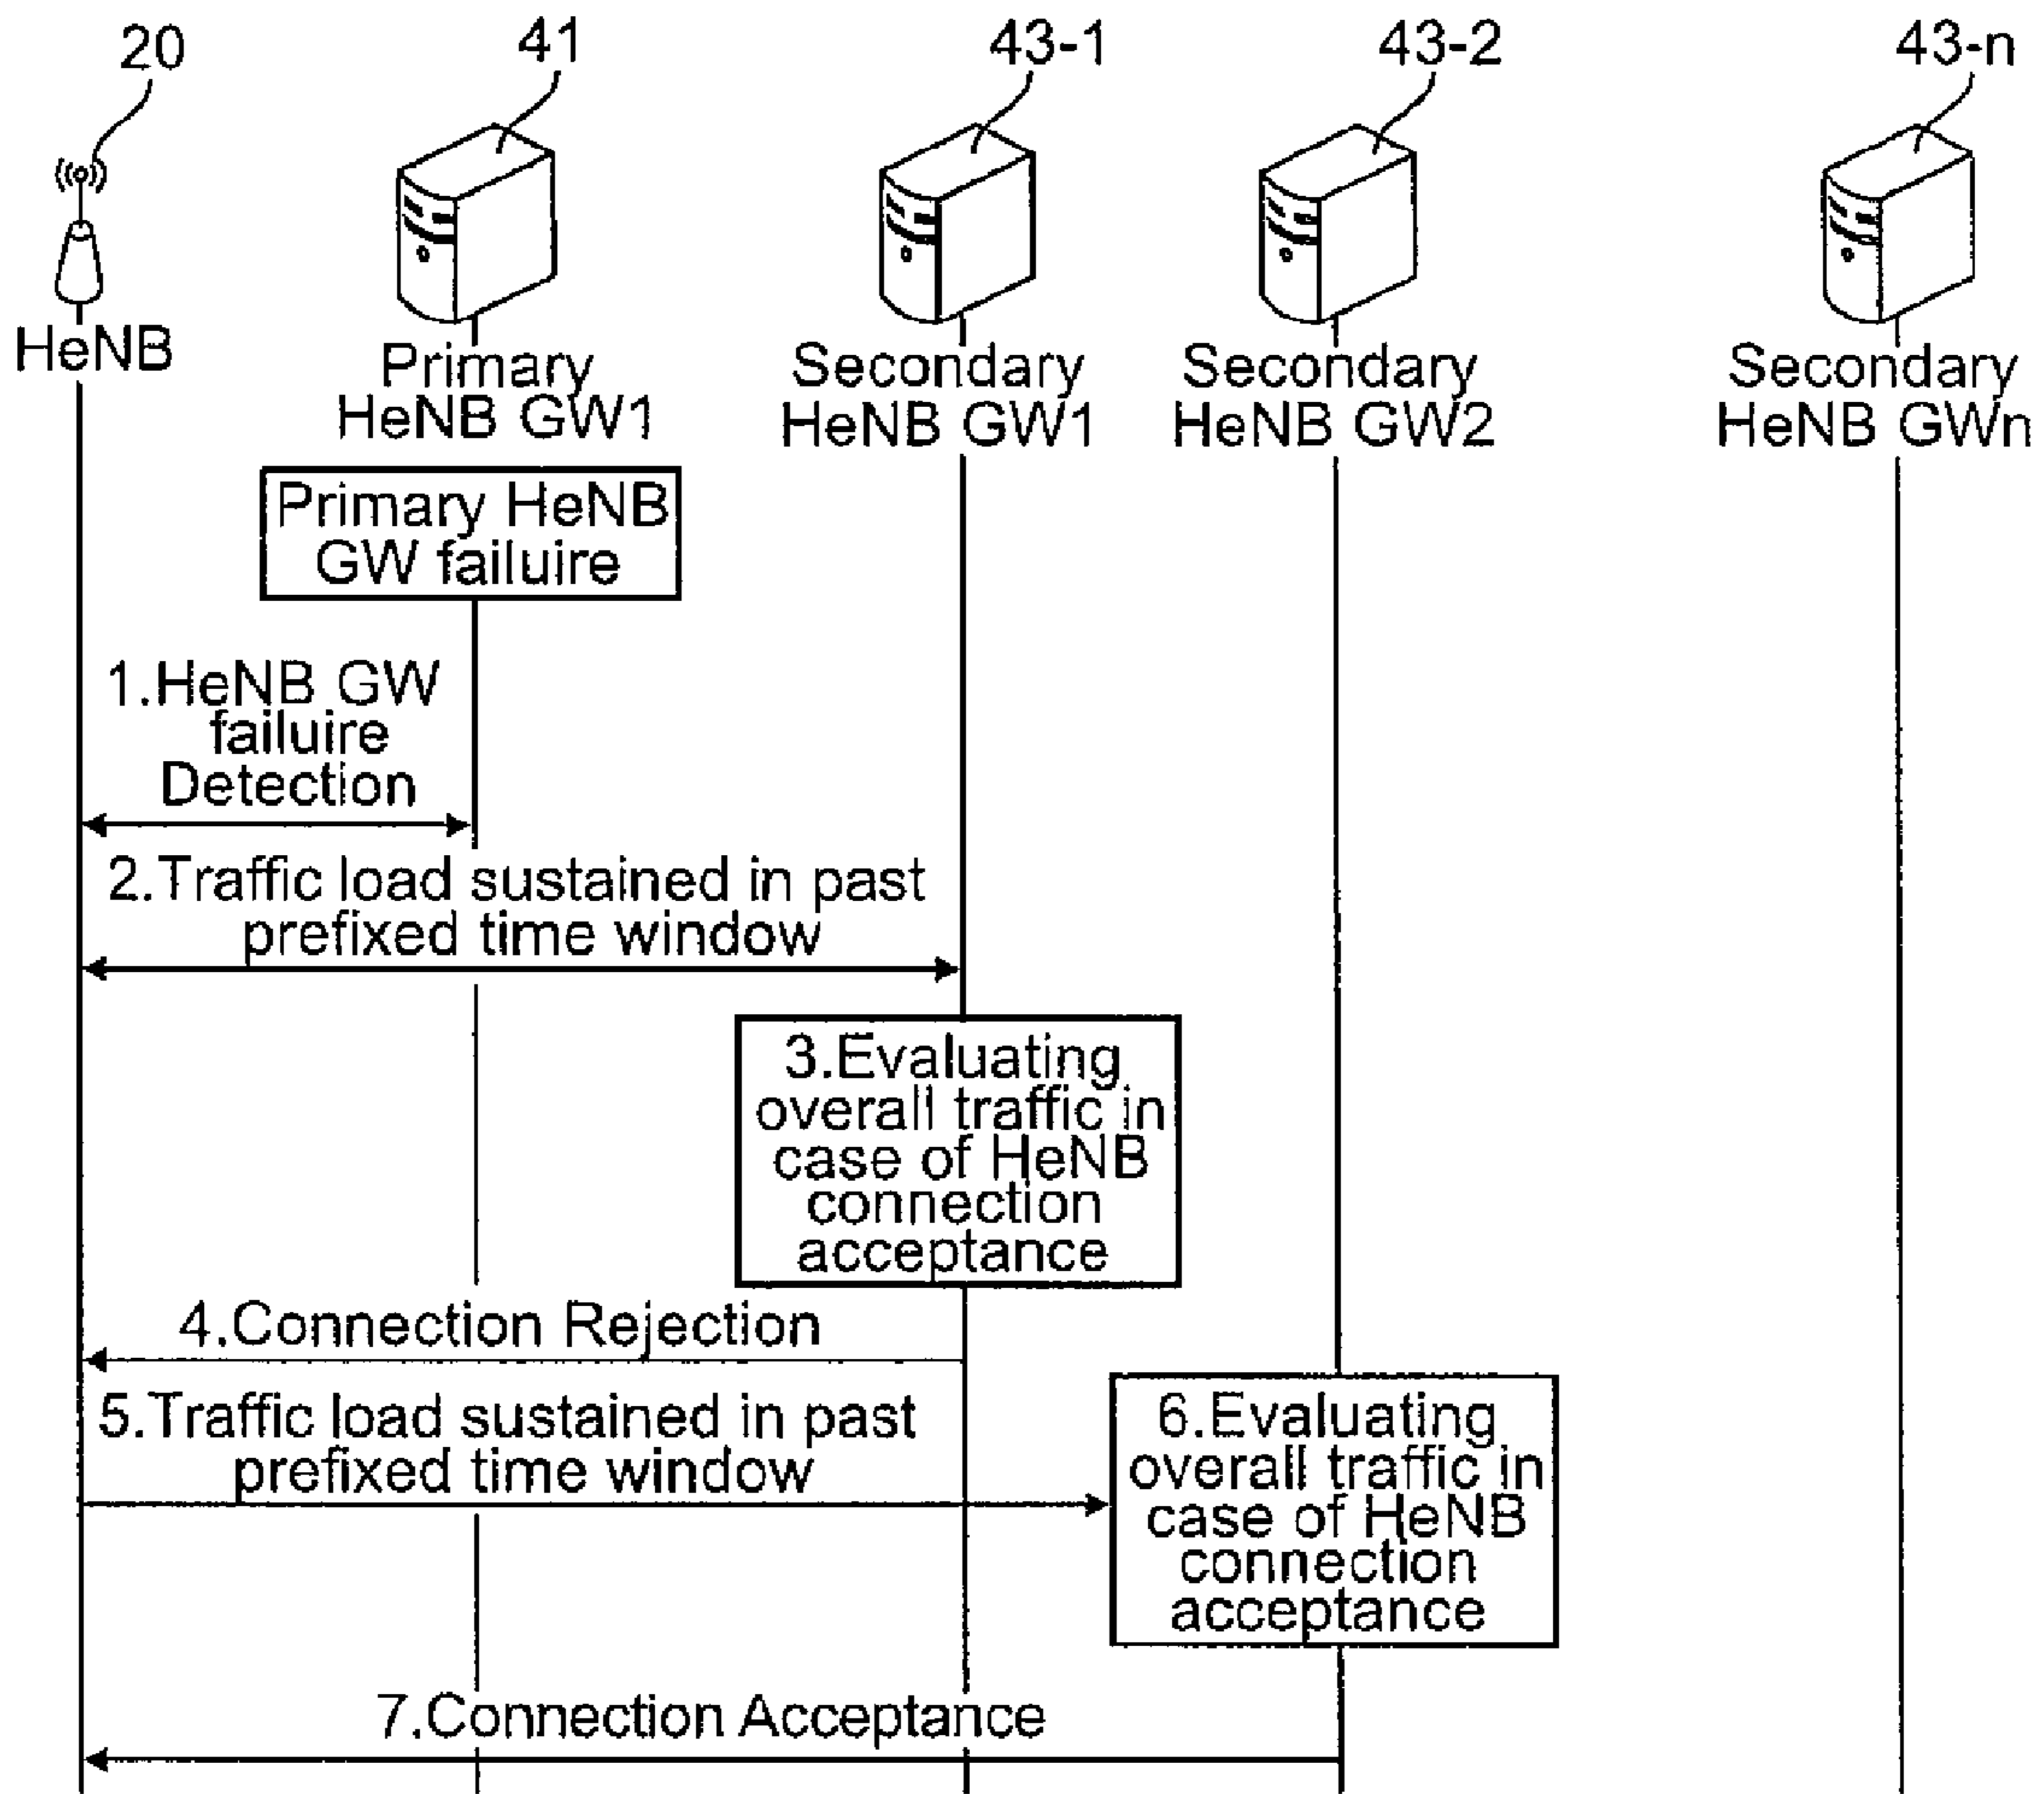 20
41
43-1
43-2
43-n
HeNB
Primary
HeNB GW1
Secondary
HeNB GW1
Secondary
HeNB GW2
Secondary
HeNB GWn
Primary HeNB
GW failuire
1.HeNB GW
failuire
Detection
2.Traffic load sustained in past
prefixed time window
3.Evaluating
overall traffic in
case of HeNB
connection
acceptance
4.Connection Rejection
5.Traffic load sustained in past
prefixed time window
6.Evaluating
overall traffic in
case of HeNB
connection
acceptance
7.Connection Acceptance